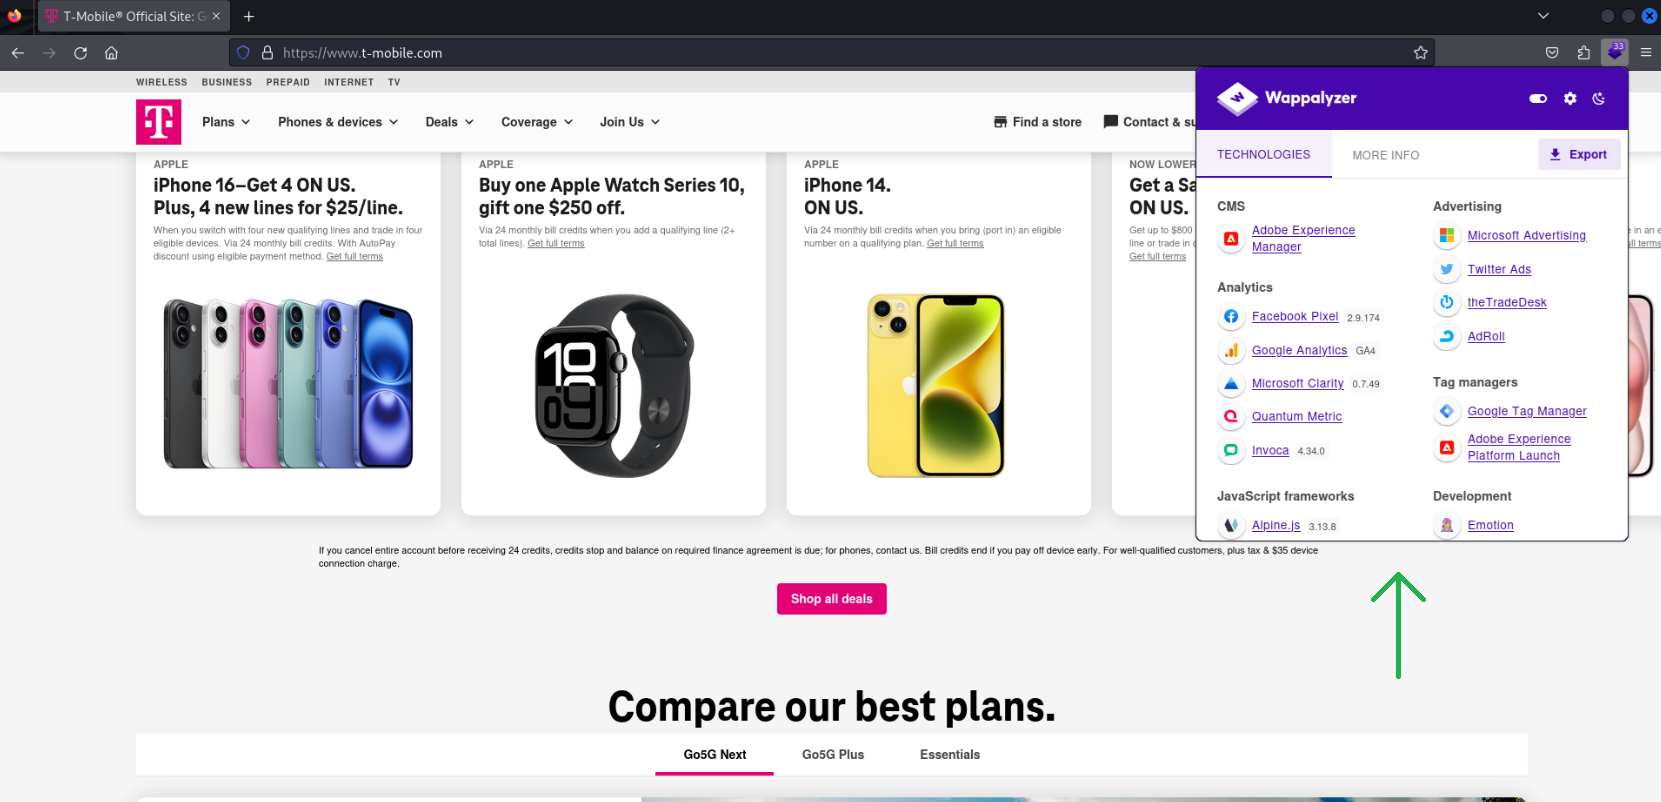 T-Mobile® Official Site: G
https://www.t-mobile.com
33
WIRELESS BUSINESS PREPAID INTERNET TV
T
Plans Phones & devices Deals Coverage Join Us Find a store Contact & su
APPLE
iPhone 16–Get 4 ON US.
Plus, 4 new lines for $25/line.
When you switch with four new qualifying lines and trade in four
eligible devices. Via 24 monthly bill credits. With AutoPay
discount using eligible payment method. Get full terms
APPLE
Buy one Apple Watch Series 10,
gift one $250 off.
Via 24 monthly bill credits when you add a qualifying line (2+
total lines). Get full terms
10
09
APPLE
iPhone 14.
ON US.
Via 24 monthly bill credits when you bring (port in) an eligible
number on a qualifying plan. Get full terms
NOW LOWER
Get a Sa
ON US.
Get up to $800
line or trade in
Get full terms
in an e
ull terms
Wappalyzer
TECHNOLOGIES MORE INFO Export
CMS
Adobe Experience
Manager
Analytics
Facebook Pixel 2.9.174
Google Analytics GA4
Microsoft Clarity 0.7.49
Quantum Metric
Invoca 4.34.0
JavaScript frameworks
Alpine.js 3.13.8
Advertising
Microsoft Advertising
Twitter Ads
theTradeDesk
AdRoll
Tag managers
Google Tag Manager
Adobe Experience
Platform Launch
Development
Emotion
If you cancel entire account before receiving 24 credits, credits stop and balance on required finance agreement is due; for phones, contact us. Bill credits end if you pay off device early. For well-qualified customers, plus tax & $35 device
connection charge.
Shop all deals
Compare our best plans.
Go5G Next Go5G Plus Essentials